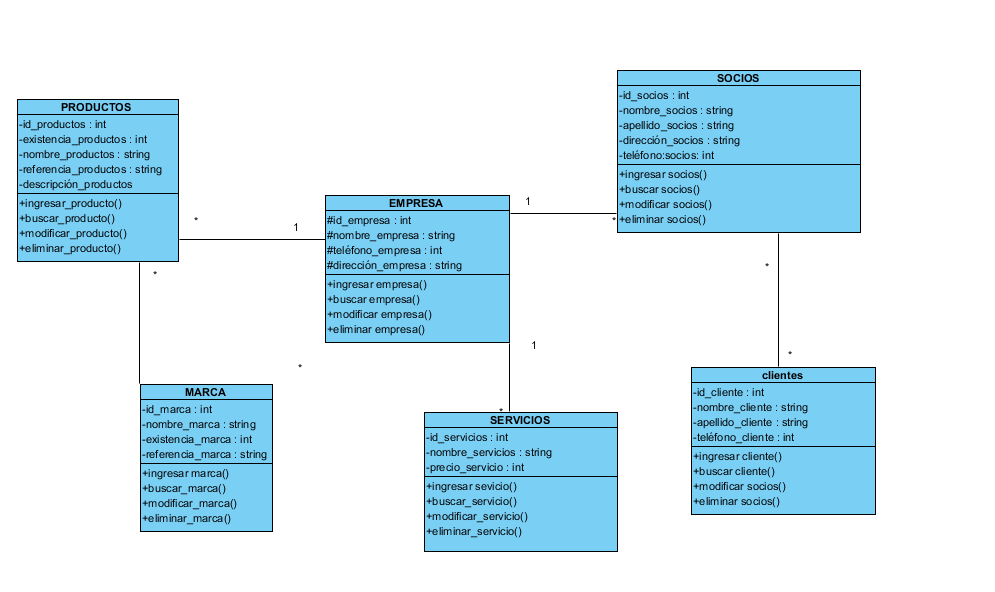 PRODUCTOS
-id_productos : int
-existencia_productos : int
-nombre_productos : string
-referencia_productos : string
-descripción_productos
+ingresar_producto()
+buscar_producto()
+modificar_producto()
+eliminar_producto()
*
1
*
EMPRESA
#id_empresa : int
#nombre_empresa : string
#teléfono_empresa : int
#dirección_empresa : string
+ingresar empresa()
+buscar empresa()
+modificar empresa()
+eliminar empresa()
1
*
1
*
SOCIOS
-id_socios : int
-nombre_socios : string
-apellido_socios : string
-dirección_socios : string
-teléfono:socios: int
+ingresar socios()
+buscar socios()
+modificar socios()
+eliminar socios()
*
*
*
MARCA
-id_marca : int
-nombre_marca : string
-existencia_marca : int
-referencia_marca : string
+ingresar marca()
+buscar_marca()
+modificar_marca()
+eliminar_marca()
SERVICIOS
-id_servicios : int
-nombre_servicios : string
-precio_servicio : int
+ingresar sevicio()
+buscar_servicio()
+modificar_servicio()
+eliminar_servicio()
clientes
-id_cliente : int
-nombre_cliente : string
-apellido_cliente : string
-teléfono_cliente : int
+ingresar cliente()
+buscar cliente()
+modificar socios()
+eliminar socios()